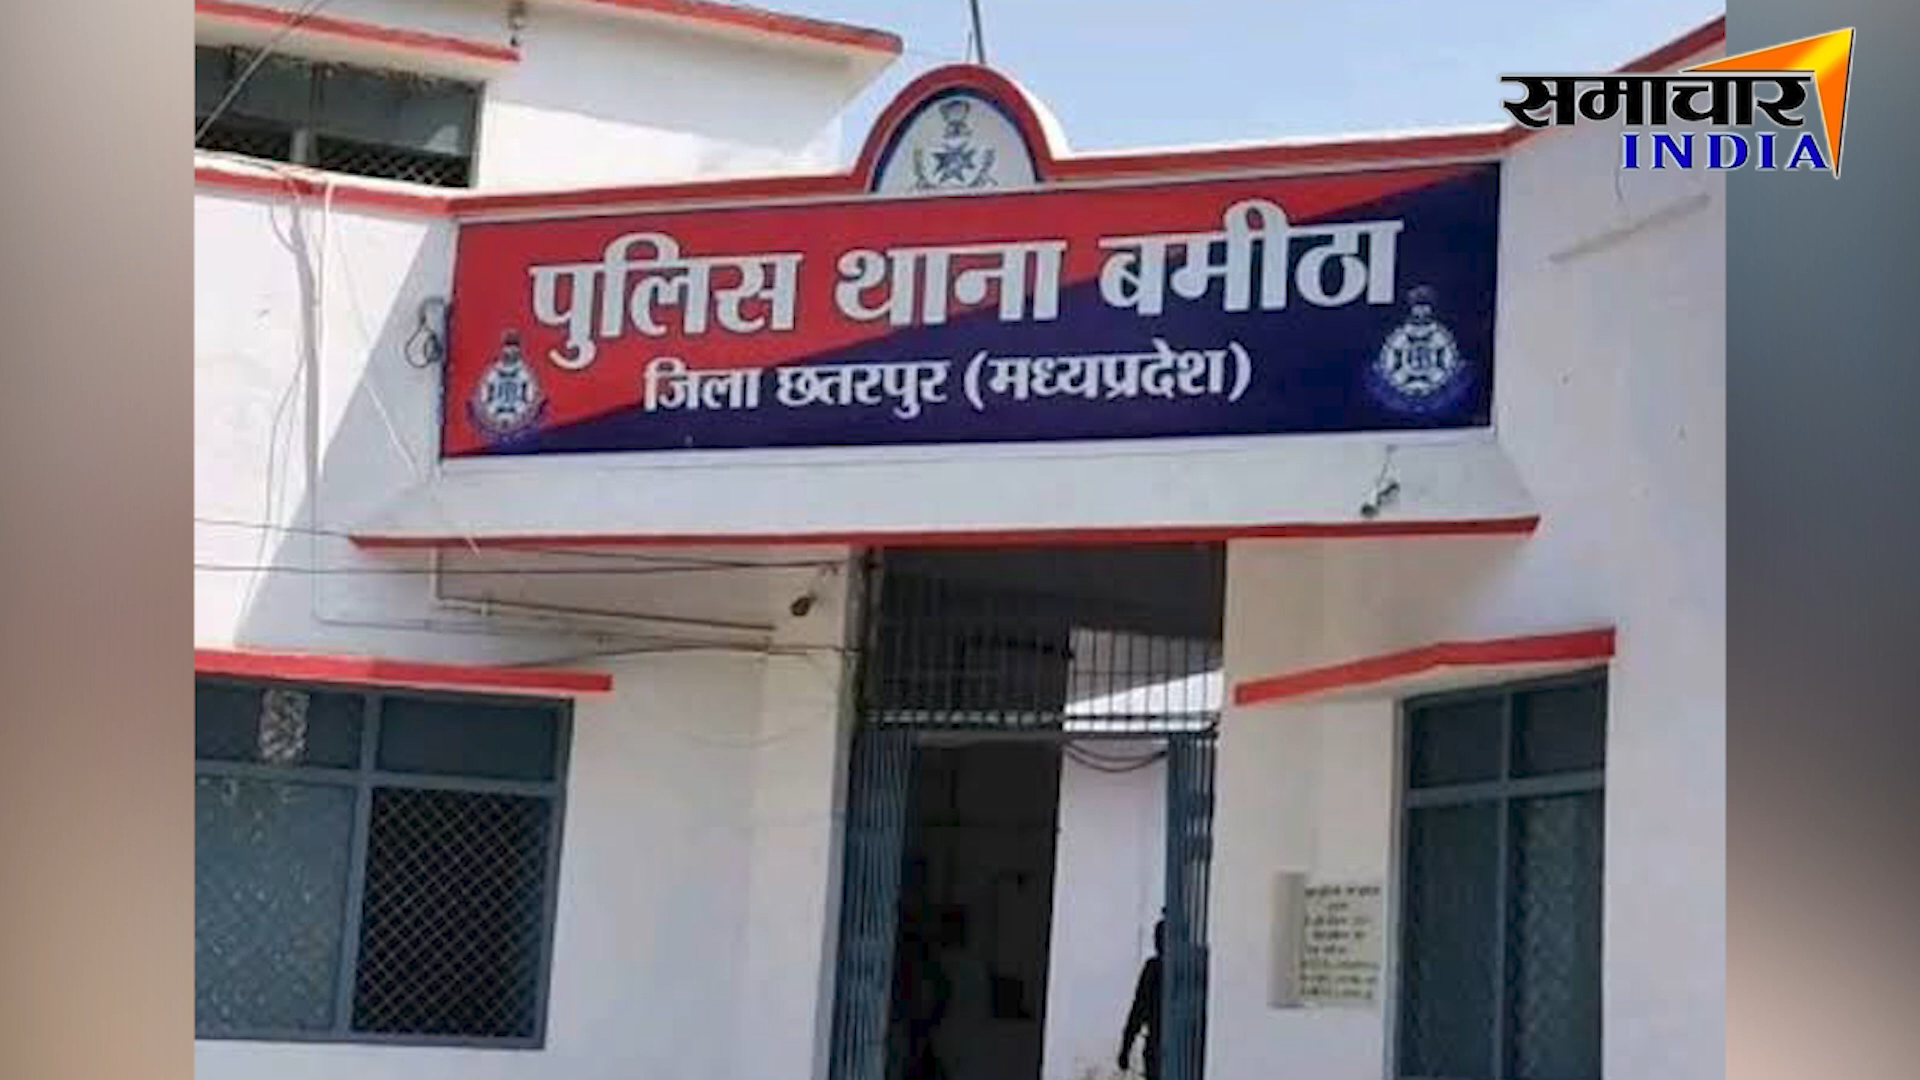 समाचार
INDIA
पुलिस थाना बमीठा
जिला छतरपुर (मध्यप्रदेश)